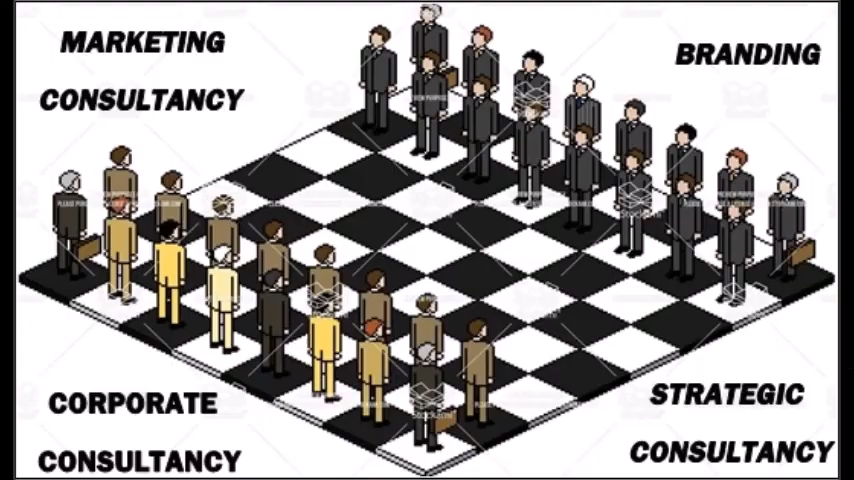 MARKETING
CONSULTANCY
BRANDING
CORPORATE
CONSULTANCY
STRATEGIC
CONSULTANCY